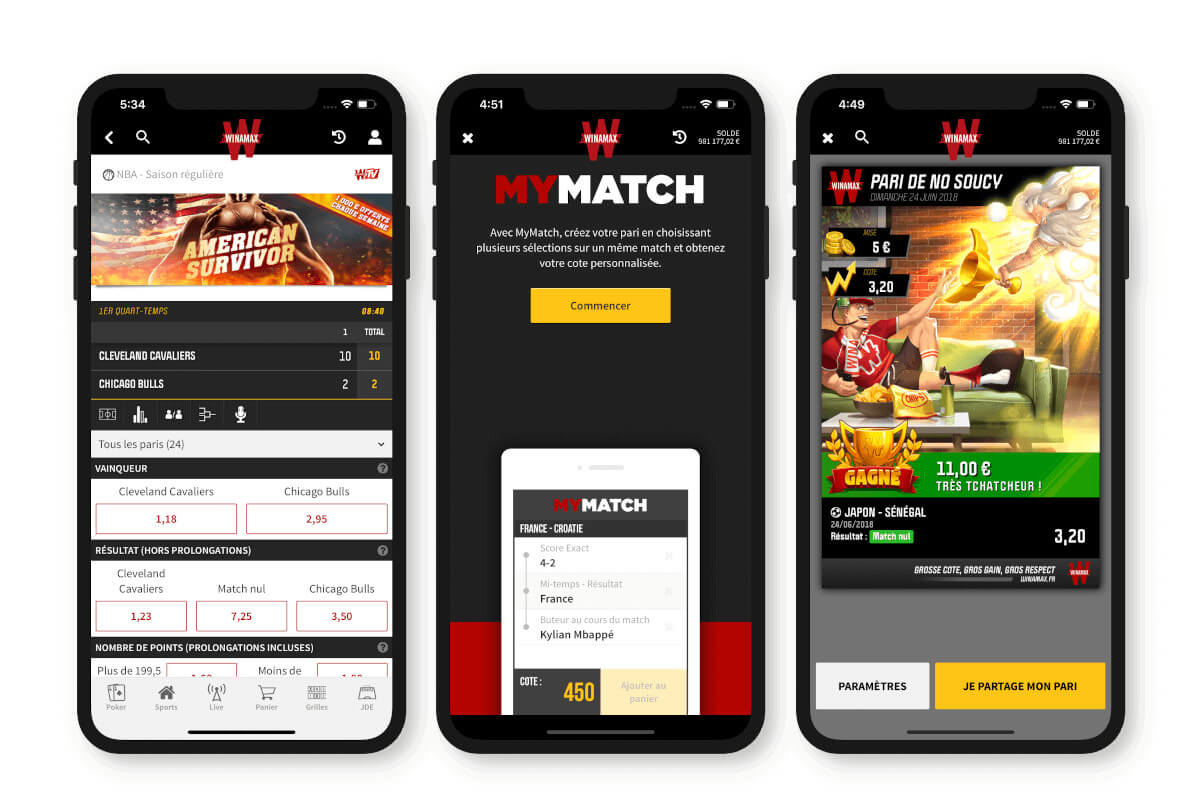 5:34
WINAMAX
NBA - Saison régulière
WTV
1.000 € OFFERTS
CHAQUE SEMAINE
AMERICAN
SURVIVOR
1ER QUART-TEMPS 08:40
1 TOTAL
CLEVELAND CAVALIERS 10 10
CHICAGO BULLS 2 2
Tous les paris (24)
VAINQUEUR ?
Cleveland Cavaliers Chicago Bulls
1,18 2,95
RÉSULTAT (HORS PROLONGATIONS) ?
Cleveland
Cavaliers Match nul Chicago Bulls
1,23 7,25 3,50
NOMBRE DE POINTS (PROLONGATIONS INCLUSES) ?
Plus de 199,5 Moins de
Poker Sports Live Panier Grilles JDE
4:51
WINAMAX
SOLDE
981 177,02 €
MYMATCH
Avec MyMatch, créez votre pari en choisissant
plusieurs sélections sur un même match et obtenez
votre cote personnalisée.
Commencer
MYMATCH
FRANCE - CROATIE
Score Exact
4-2
Mi-temps - Résultat
France
Buteur au cours du match
Kylian Mbappé
COTE : 450
Ajouter au
panier
4:49
WINAMAX
SOLDE
981 177,02 €
WINAMAX
PARI DE NO SOUCY
DIMANCHE 24 JUIN 2018
MISE
5 €
COTE
3,20
W
CHIPS
GAGNÉ
11,00 €
TRÈS TCHATCHEUR !
JAPON - SÉNÉGAL
24/06/2018
Résultat : Match nul 3,20
GROSSE COTE, GROS GAIN, GROS RESPECT
WINAMAX.FR
WINAMAX
PARAMÈTRES
JE PARTAGE MON PARI